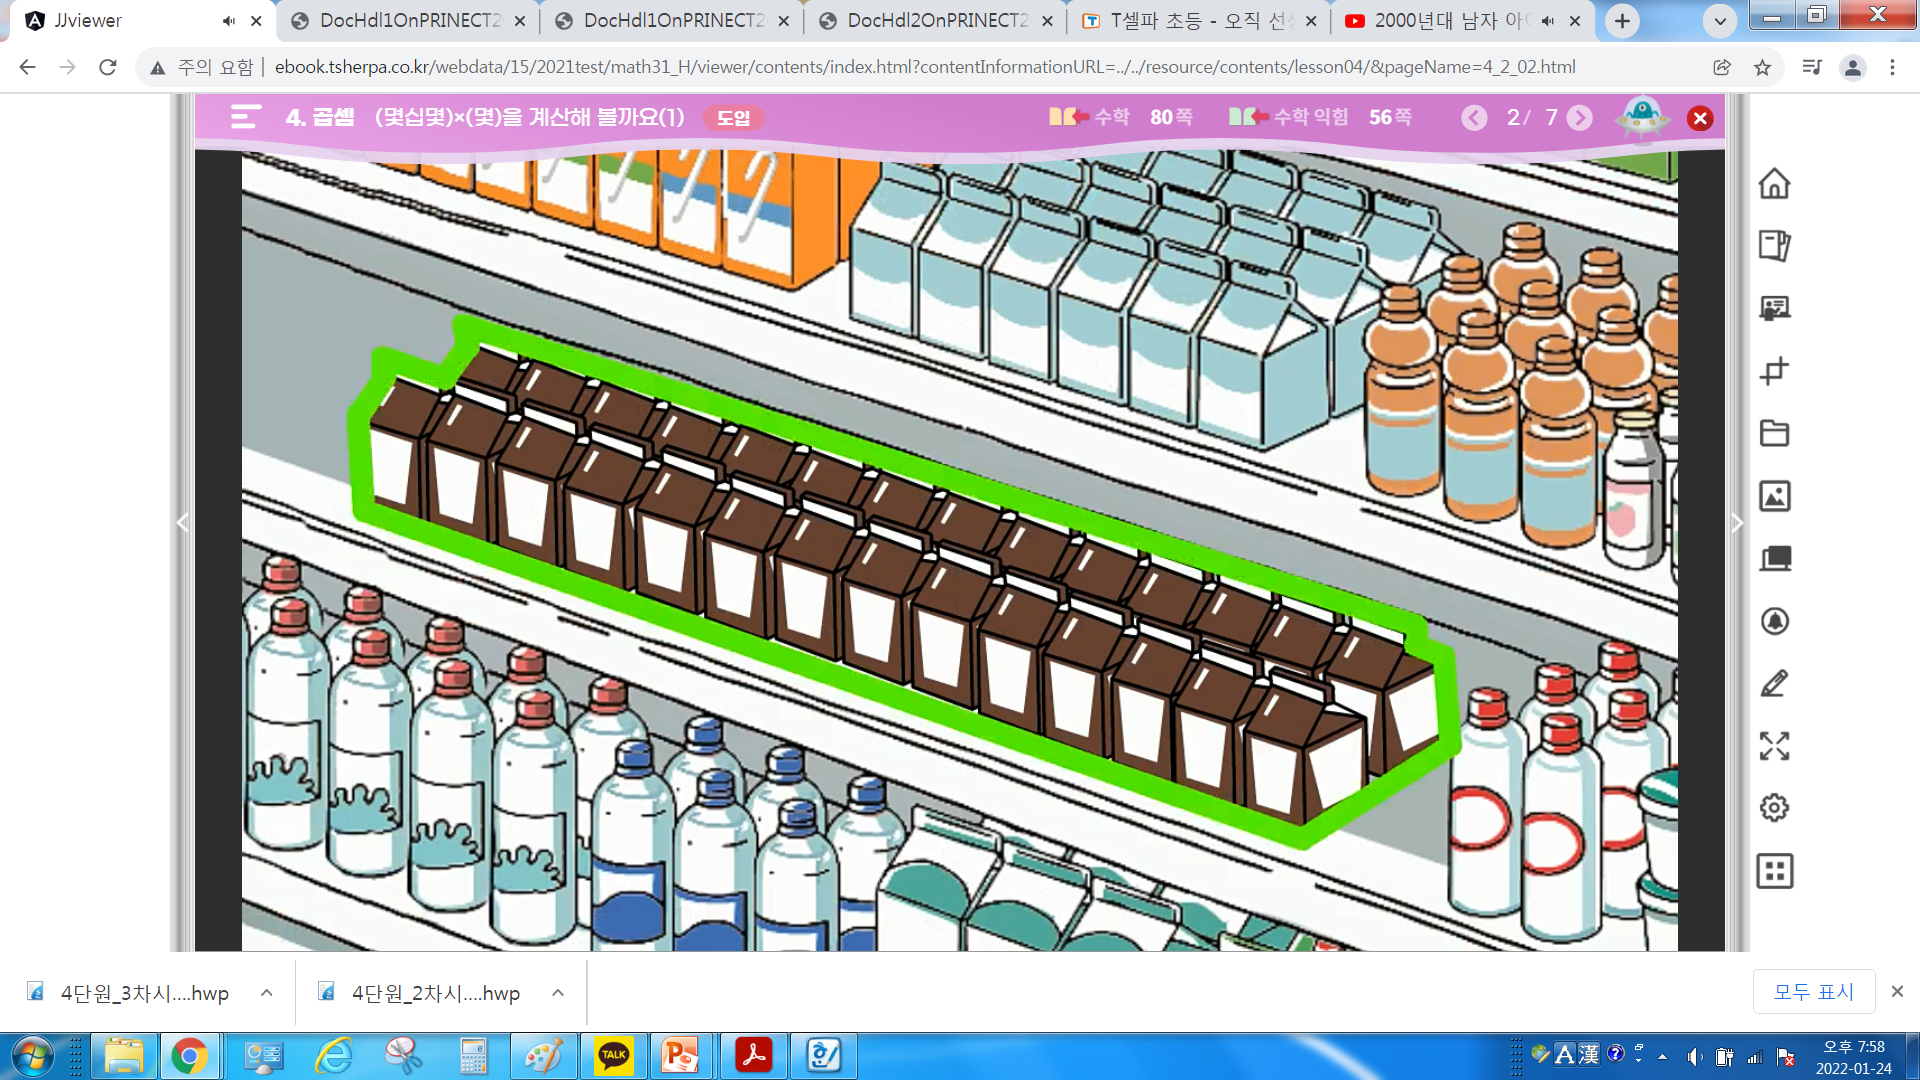 JJviewer
DocHdl1OnPRINECT2
DocHdl1OnPRINECT2
DocHdl2OnPRINECT2
T셀파 초등 - 오직 선
2000년대 남자 아
주의 요함
ebook.tsherpa.co.kr/webdata/15/2021test/math31_H/viewer/contents/index.html?contentInformationURL=../../resource/contents/lesson04/&pageName=4_2_02.html
4. 곱셈 (몇십몇)×(몇)을 계산해 볼까요(1) 도입
수학 80쪽 수학 익힘 56쪽 2 / 7
4단원_3차시....hwp
4단원_2차시....hwp
모두 표시
TALK
A 漢
오후 7:58
2022-01-24